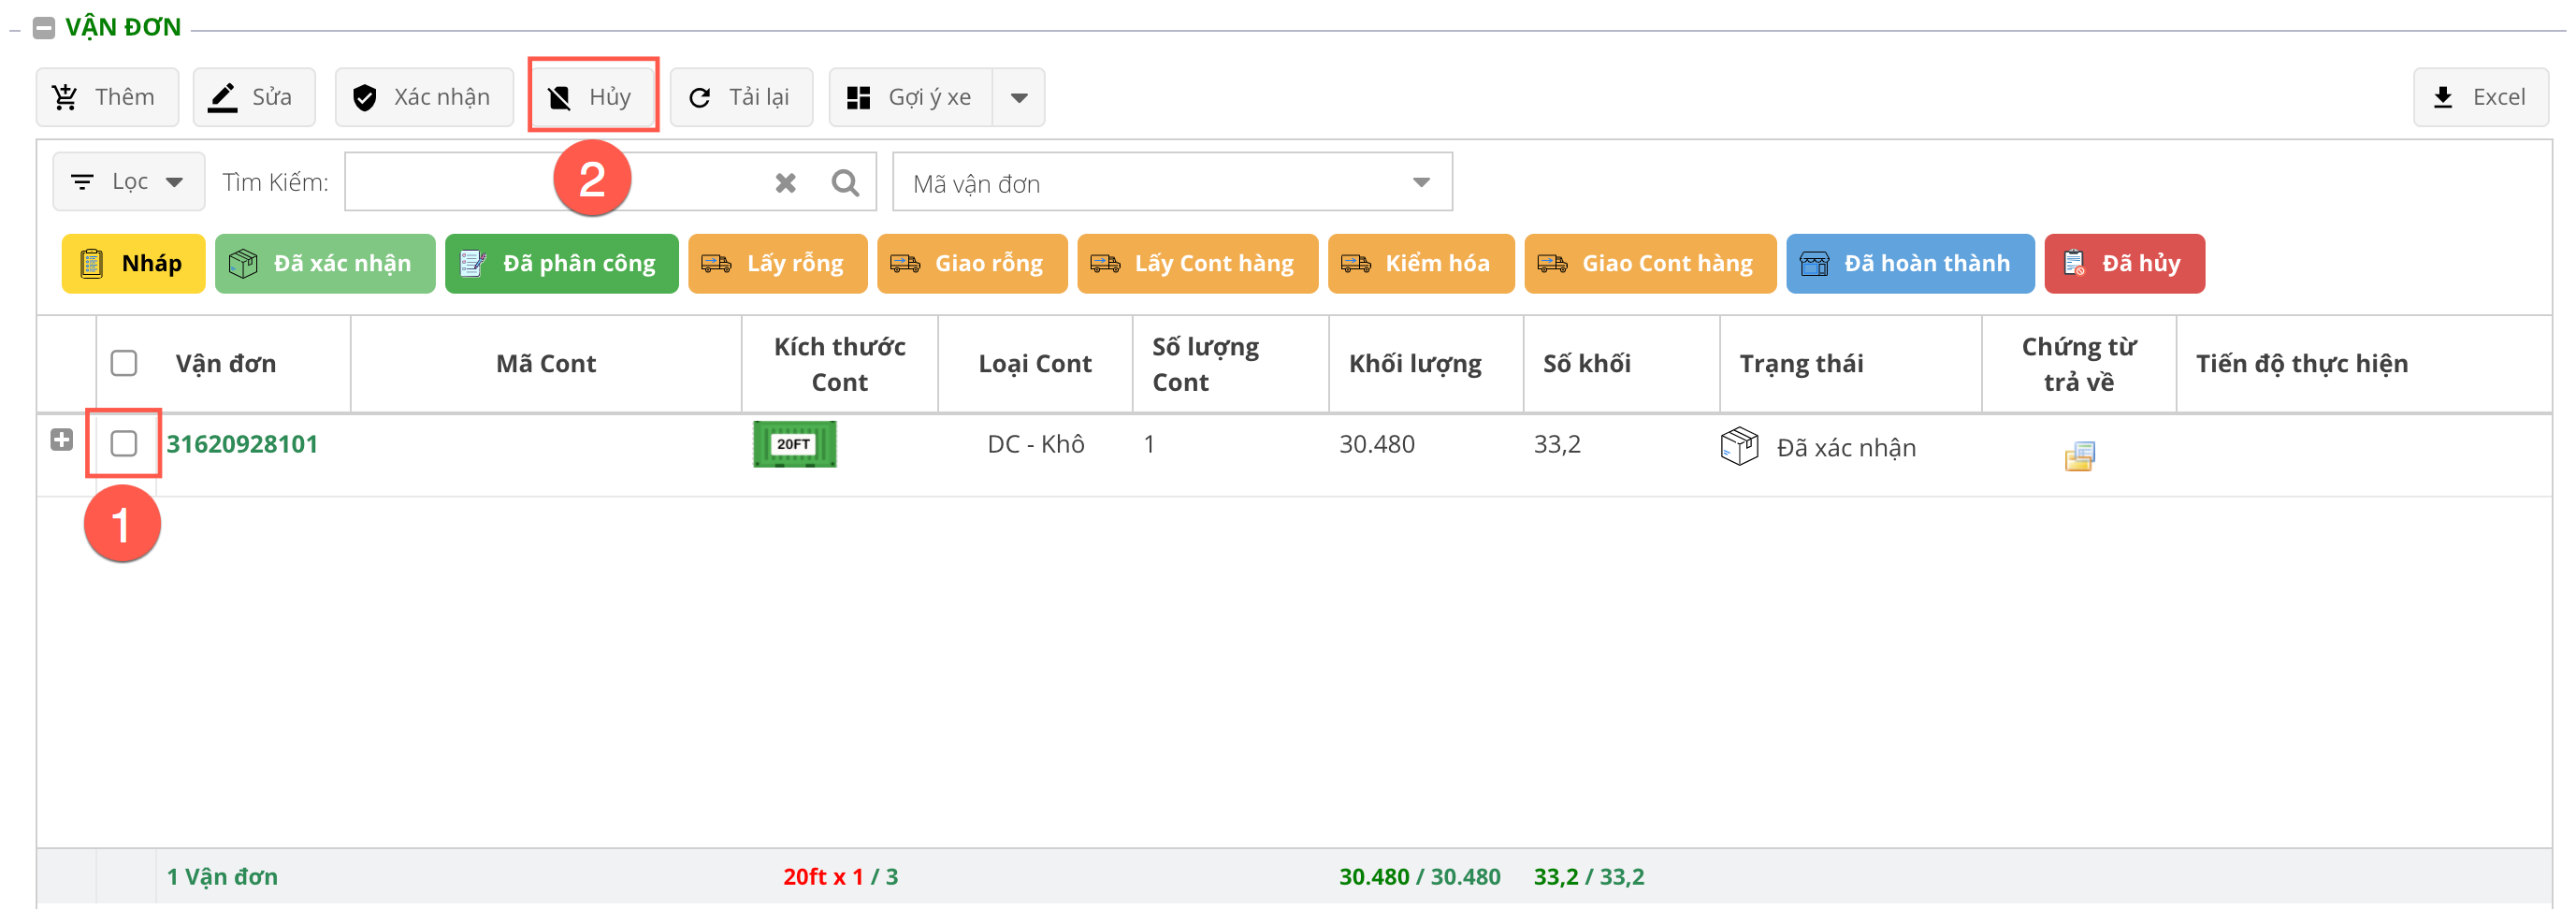 VẬN ĐƠN
Thêm Sửa Xác nhận Hủy Tải lại Gợi ý xe Excel
Lọc Tìm Kiếm: 2 Mã vận đơn
Nháp Đã xác nhận Đã phân công Lấy rỗng Giao rỗng Lấy Cont hàng Kiểm hóa Giao Cont hàng Đã hoàn thành Đã hủy
Vận đơn Mã Cont Kích thước Cont Loại Cont Số lượng Cont Khối lượng Số khối Trạng thái Chứng từ trả về Tiến độ thực hiện
31620928101 20FT DC - Khô 1 30.480 33,2 Đã xác nhận
1
1 Vận đơn 20ft x 1 / 3 30.480 / 30.480 33,2 / 33,2